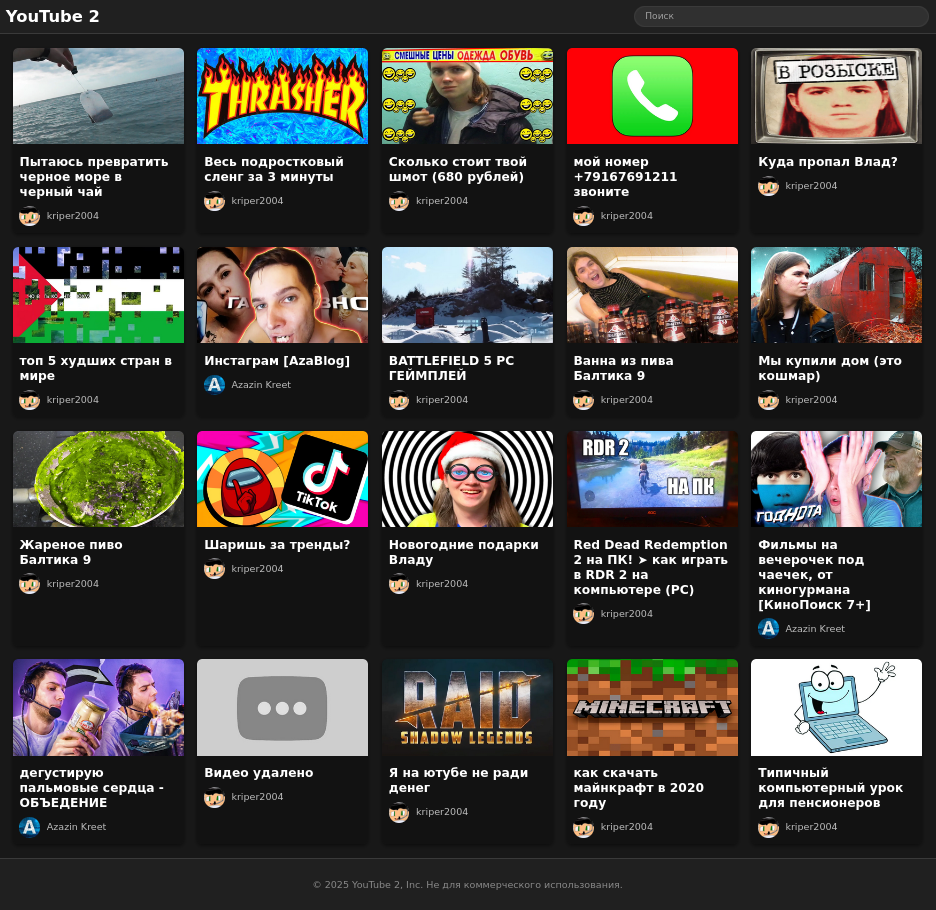 YouTube 2
Поиск
СМЕШНЫЕ ЦЕНЫ ОДЕЖДА ОБУВЬ
THRASHER
В РОЗЫСКЕ
Пытаюсь превратить
черное море в
черный чай
kriper2004
Весь подростковый
сленг за 3 минуты
kriper2004
Сколько стоит твой
шмот (680 рублей)
kriper2004
мой номер
+79167691211
звоните
kriper2004
Куда пропал Влад?
kriper2004
топ 5 худших стран в
мире
kriper2004
Инстаграм [AzaBlog]
Azazin Kreet
BATTLEFIELD 5 PC
ГЕЙМПЛЕЙ
kriper2004
Ванна из пива
Балтика 9
kriper2004
Мы купили дом (это
кошмар)
kriper2004
TikTok
RDR 2
НА ПК
ГОДНОТА
Жареное пиво
Балтика 9
kriper2004
Шаришь за тренды?
kriper2004
Новогодние подарки
Владу
kriper2004
Red Dead Redemption
2 на ПК! ➤ как играть
в RDR 2 на
компьютере (PC)
kriper2004
Фильмы на
вечерочек под
чаечек, от
киногурмана
[КиноПоиск 7+]
Azazin Kreet
RAID
SHADOW LEGENDS
MINECRAFT
дегустирую
пальмовые сердца -
ОБЪЕДЕНИЕ
Azazin Kreet
Видео удалено
kriper2004
Я на ютубе не ради
денег
kriper2004
как скачать
майнкрафт в 2020
году
kriper2004
Типичный
компьютерный урок
для пенсионеров
kriper2004
© 2025 YouTube 2, Inc. Не для коммерческого использования.